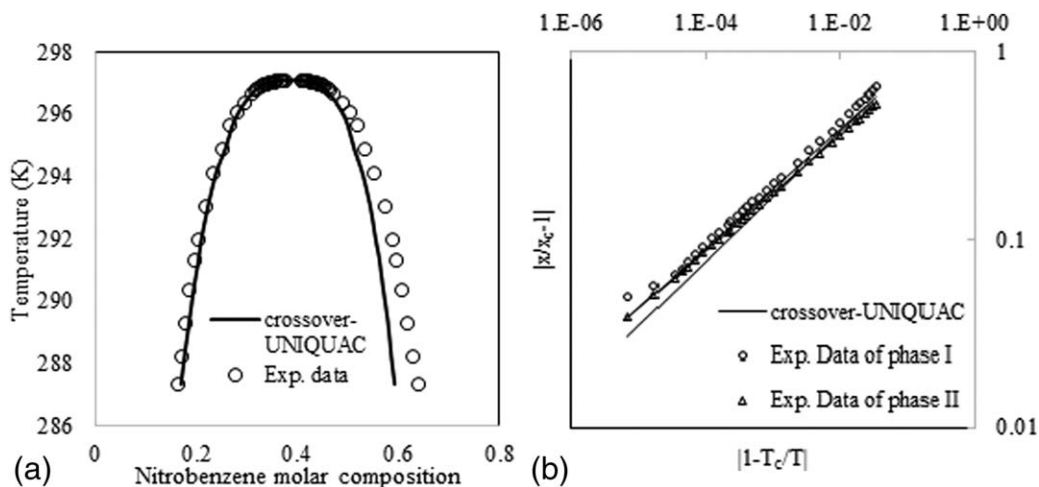 298
296
294
292
290
288
286
Temperature (K)
0
0.2
0.4
0.6
0.8
Nitrobenzene molar composition
crossover-
UNIQUAC
Exp. data
(a)
1.E-06
1.E-04
1.E-02
1.E+00
1
0.1
0.01
|x/xc-1|
crossover-UNIQUAC
Exp. Data of phase I
Exp. Data of phase II
|1-TC/T|
(b)